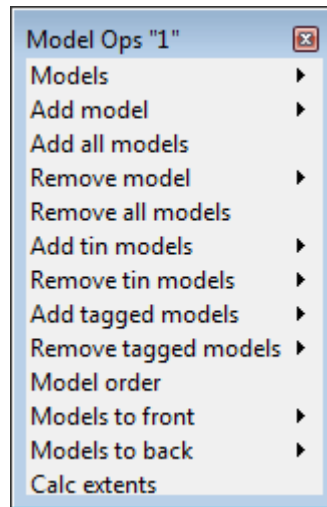 Model Ops "1"
Models
Add model
Add all models
Remove model
Remove all models
Add tin models
Remove tin models
Add tagged models
Remove tagged models
Model order
Models to front
Models to back
Calc extents